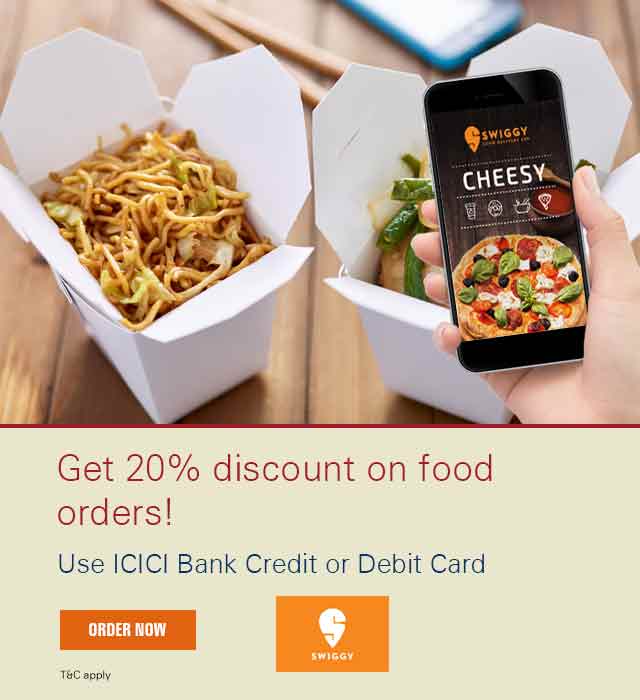 SWIGGY
CHEESY
Get 20% discount on food
orders!
Use ICICI Bank Credit or Debit Card
ORDER NOW
SWIGGY
T&C apply